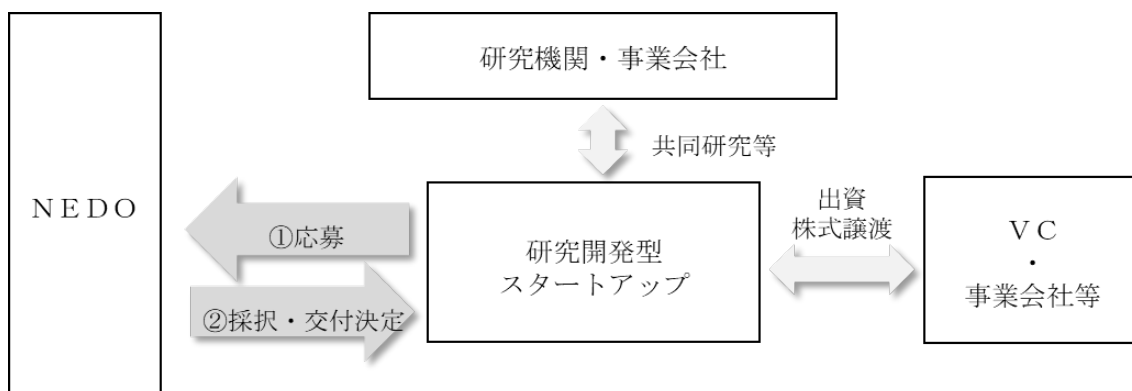 研究機関・事業会社
共同研究等
ＮＥＤＯ
①応募
②採択・交付決定
研究開発型
スタートアップ
出資
株式譲渡
ＶＣ
・
事業会社等